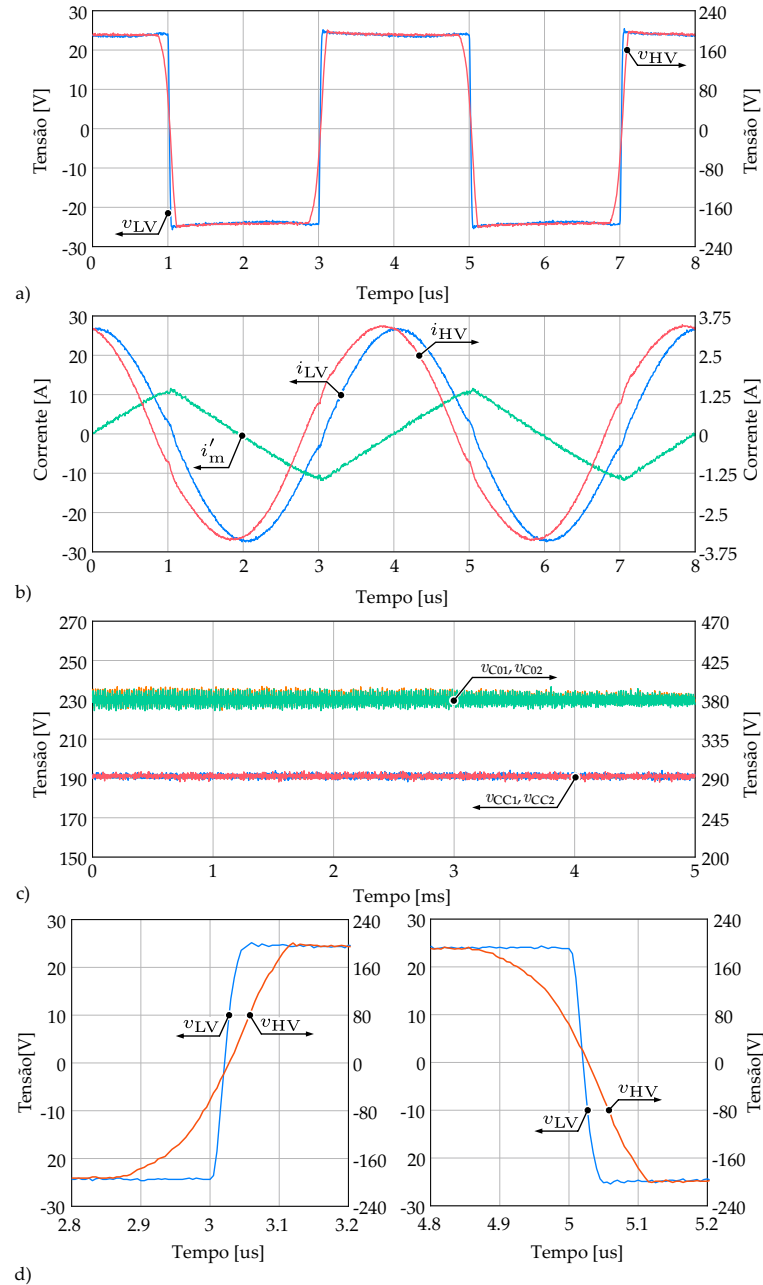 30
20
10
0
-10
-20
-30
240
160
80
0
-80
-160
-240
Tensão [V]
Tensão [V]
vHV
vLV
0 1 2 3 4 5 6 7 8
Tempo [us]
a)
30
20
10
0
-10
-20
-30
3.75
2.5
1.25
0
-1.25
-3.5
-3.75
Corrente [A]
Corrente [A]
iHV
iLV
i′m
0 1 2 3 4 5 6 7 8
Tempo [us]
b)
270
250
230
210
190
170
150
470
425
380
335
290
245
200
Tensão [V]
Tensão [V]
vC01, vC02
vCC1, vCC2
0 1 2 3 4 5
Tempo [ms]
c)
30
20
10
0
-10
-20
-30
240
160
80
0
-80
-160
-240
Tensão[V]
Tensão[V]
vLV
vHV
2.8 2.9 3 3.1 3.2
Tempo [us]
30
20
10
0
-10
-20
-30
240
160
80
0
-80
-160
-240
Tensão[V]
vHV
vLV
4.8 4.9 5 5.1 5.2
Tempo [us]
d)